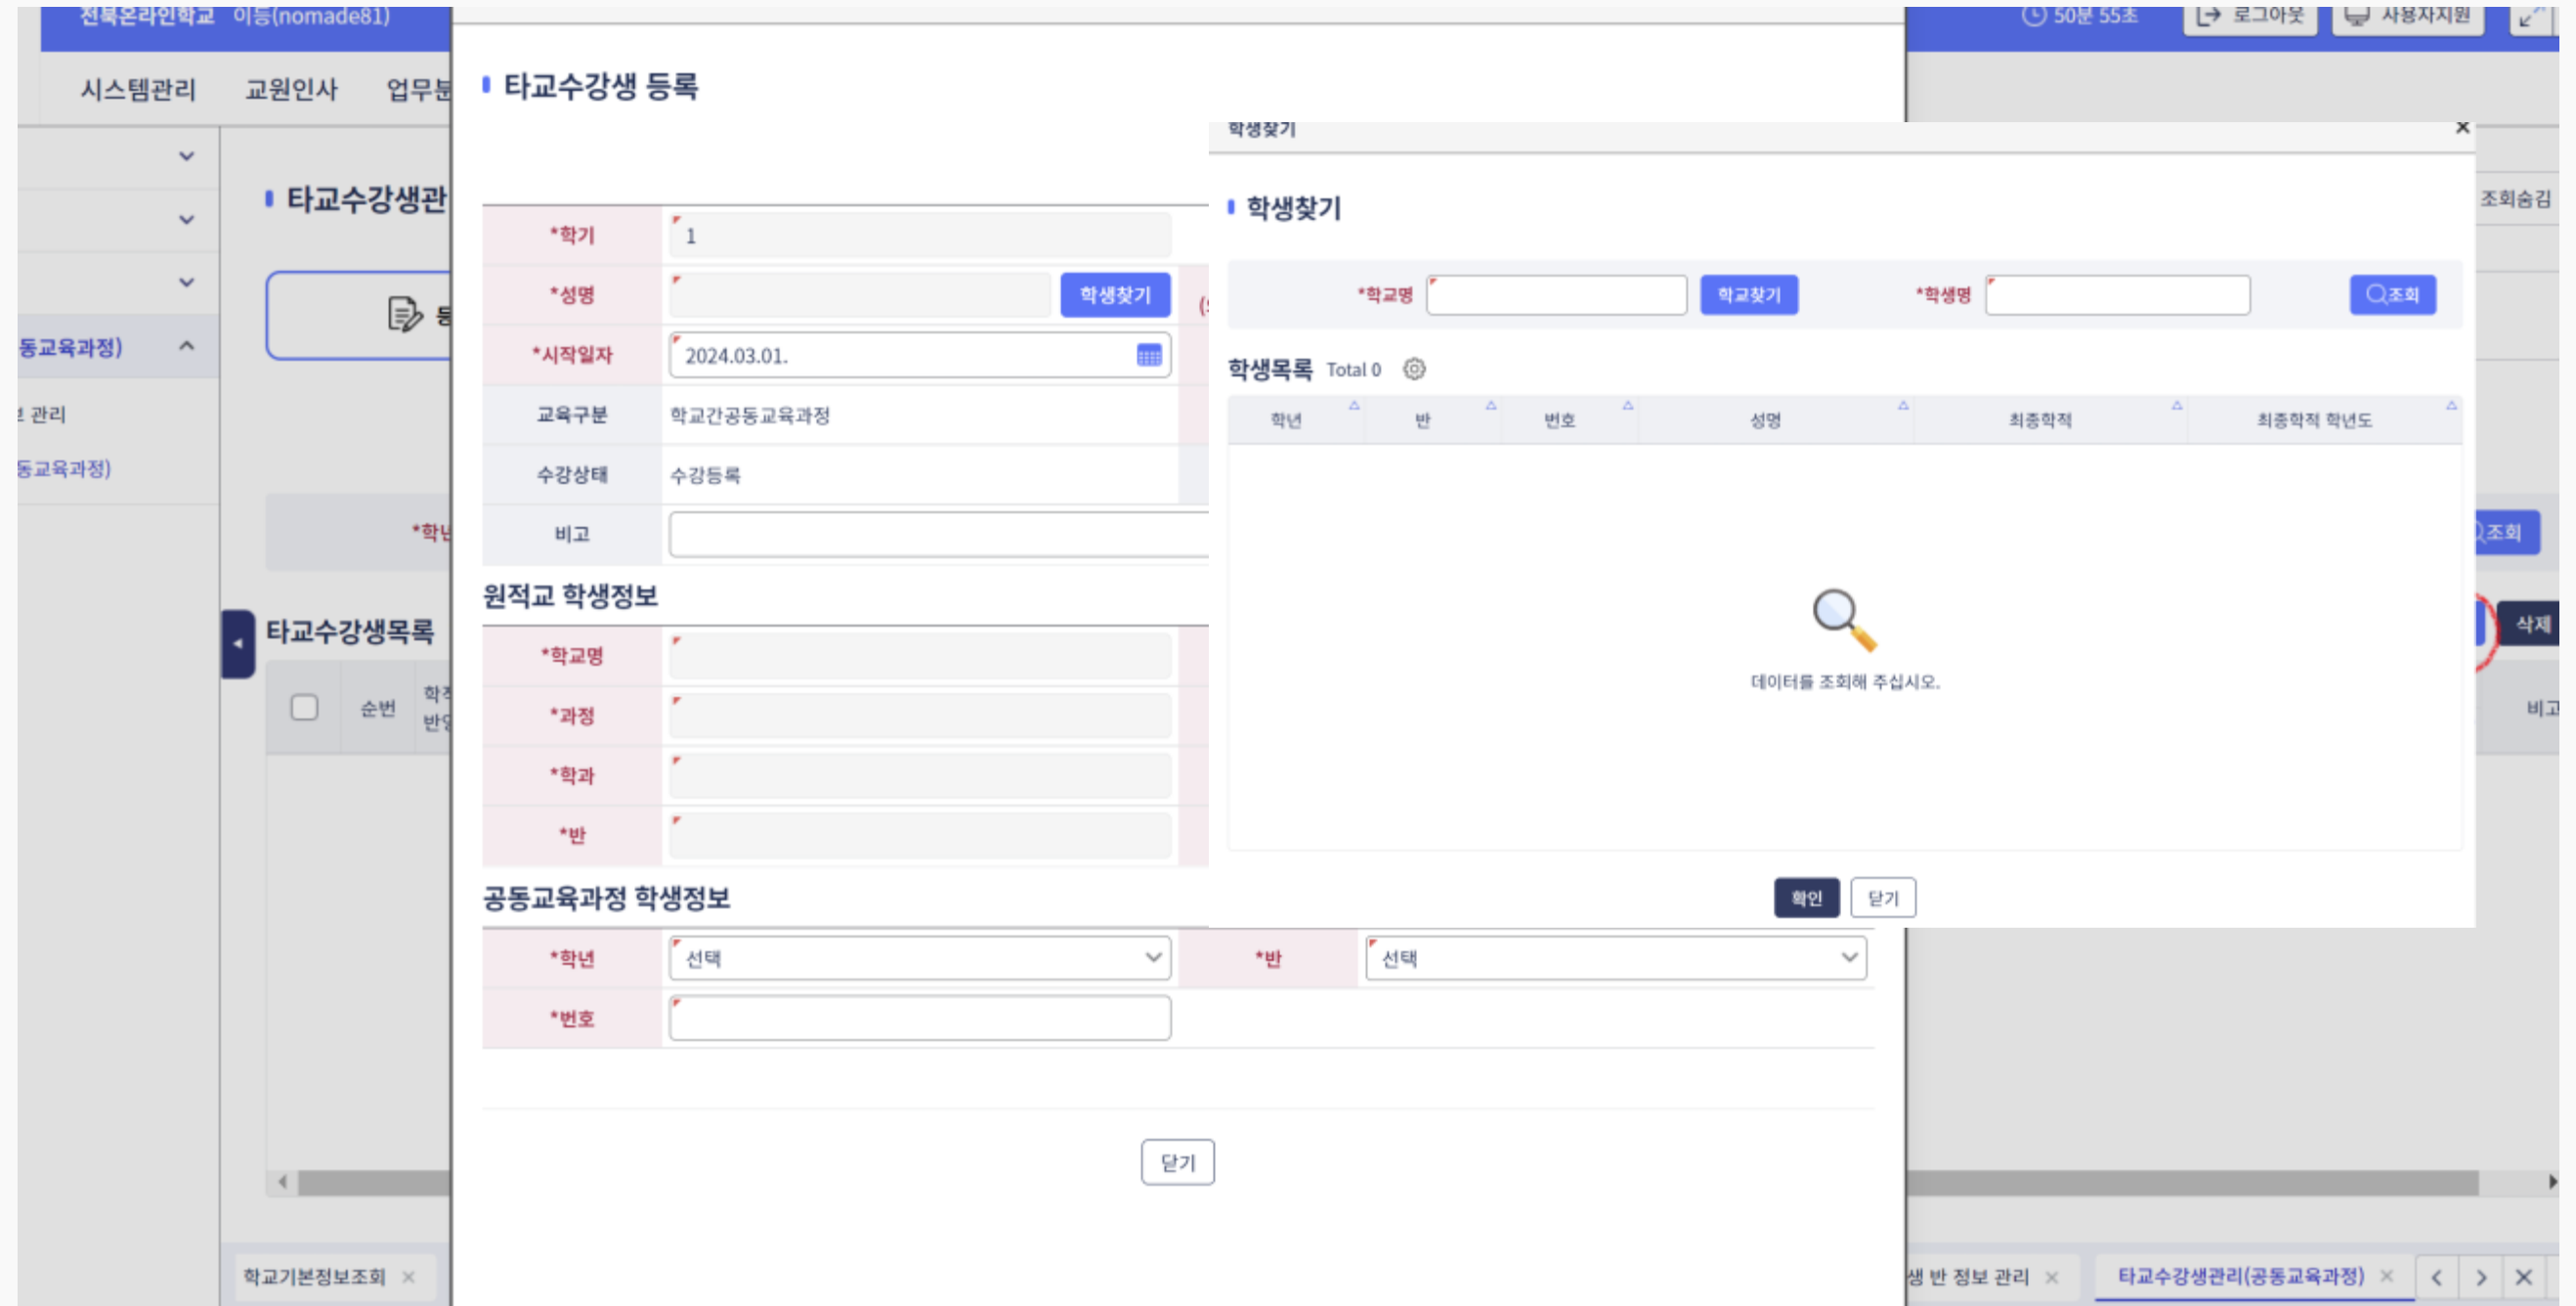 전북온라인학교 이등(nomade81) 50분 55초 로그아웃 사용자지원
시스템관리 교원인사 업무분
타교수강생 등록
학생찾기
타교수강생관
학생찾기
조회숨김
*학기 1
*성명 학생찾기
*학교명 학교찾기 *학생명 조회
*시작일자 2024.03.01.
동교육과정)
학생목록 Total 0
교육구분 학교간공동교육과정
관리
학년 반 번호 성명 최종학적 최종학적 학년도
동교육과정)
수강상태 수강등록
*학년
비고
조회
원적교 학생정보
타교수강생목록
삭제
*학교명
데이터를 조회해 주십시오.
순번
비고
*과정
*학과
*반
공동교육과정 학생정보
확인 닫기
*학년 선택 *반 선택
*번호
닫기
학교기본정보조회
생 반 정보 관리
타교수강생관리(공동교육과정)